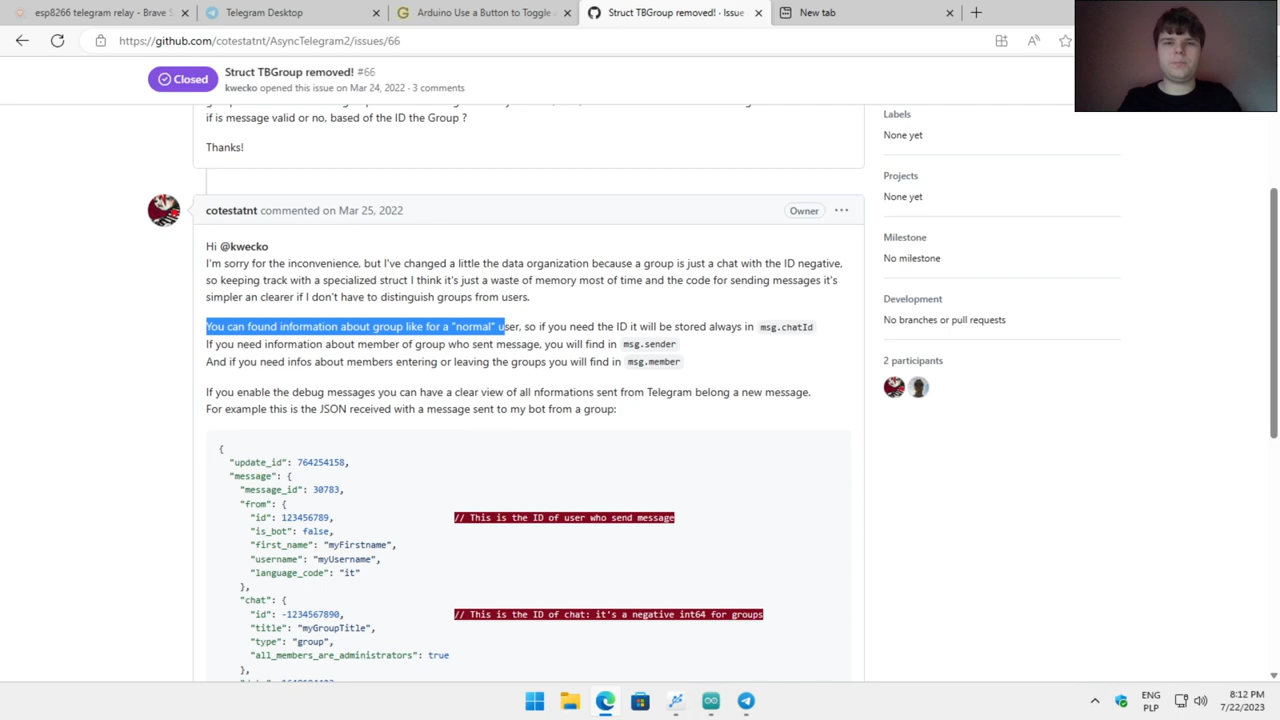 esp8266 telegram relay - Brave S
Telegram Desktop
Arduino Use a Button to Toggle
Struct TBGroup removed! · Issue
New tab
https://github.com/cotestatnt/AsyncTelegram2/issues/66
Closed
Struct TBGroup removed! #66
kwecko opened this issue on Mar 24, 2022 · 3 comments
if is message valid or no, based of the ID the Group ?
Thanks!
Labels
None yet
Projects
None yet
Milestone
No milestone
Development
No branches or pull requests
2 participants
cotestatnt commented on Mar 25, 2022
Owner
Hi @kwecko
I'm sorry for the inconvenience, but I've changed a little the data organization because a group is just a chat with the ID negative,
so keeping track with a specialized struct I think it's just a waste of memory most of time and the code for sending messages it's
simpler an clearer if I don't have to distinguish groups from users.
You can found information about group like for a "normal" user, so if you need the ID it will be stored always in msg.chatId
If you need information about member of group who sent message, you will find in msg.sender
And if you need infos about members entering or leaving the groups you will find in msg.member
If you enable the debug messages you can have a clear view of all nformations sent from Telegram belong a new message.
For example this is the JSON received with a message sent to my bot from a group:
{
"update_id": 764254158,
"message": {
"message_id": 30783,
"from": {
"id": 123456789, // This is the ID of user who send message
"is_bot": false,
"first_name": "myFirstname",
"username": "myUsername",
"language_code": "it"
},
"chat": {
"id": -1234567890, // This is the ID of chat: it's a negative int64 for groups
"title": "myGroupTitle",
"type": "group",
"all_members_are_administrators": true
},
ENG
PLP
8:12 PM
7/22/2023